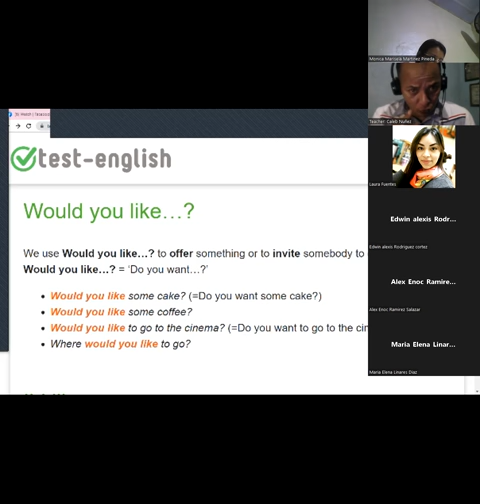 Monica Marisela Martinez Pineda
Teacher: Caleb Nuñez
test-english
Laura Fuentes
Would you like…?
Edwin alexis Rodr...
Edwin alexis Rodriguez cortez
We use Would you like…? to offer something or to invite somebody to
Would you like…? = ‘Do you want…?’
Alex Enoc Ramire...
Would you like some cake? (=Do you want some cake?)
Alex Enoc Ramirez Salazar
Would you like some coffee?
Would you like to go to the cinema? (=Do you want to go to the cin
Where would you like to go?
Maria Elena Linar...
Maria Elena Linares Diaz